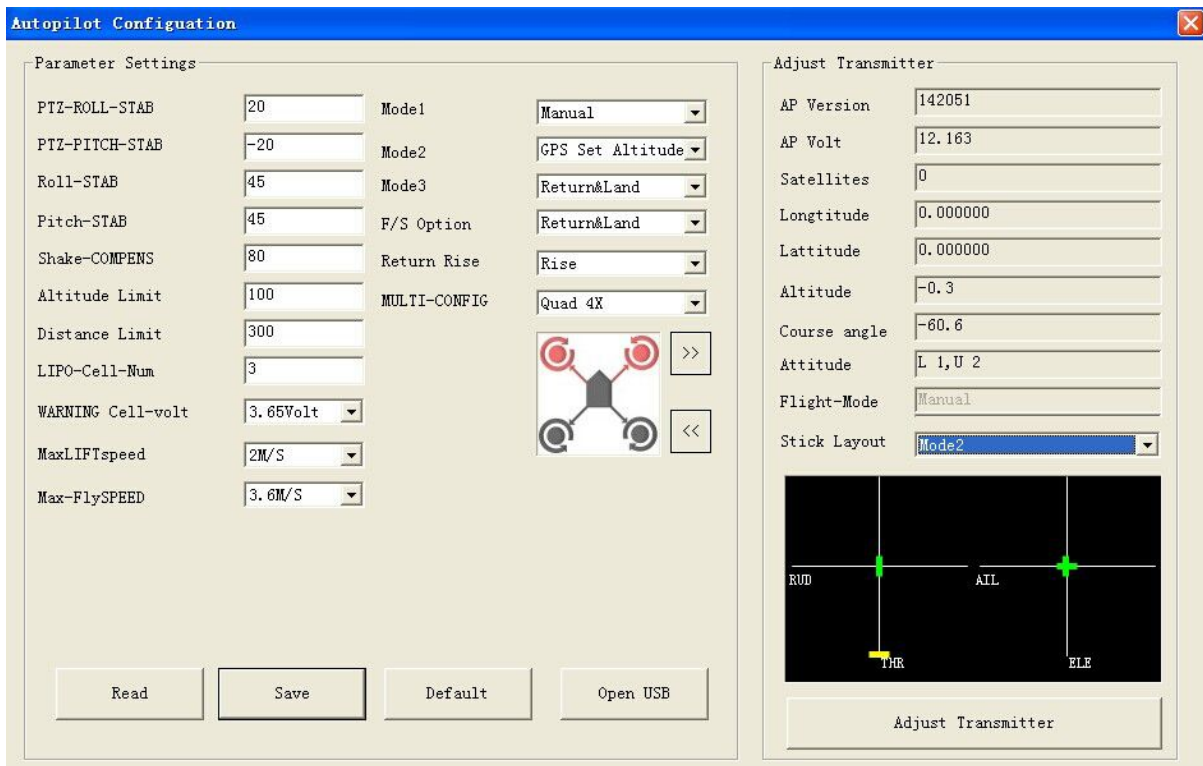 Autopilot Configuation
Parameter Settings
PTZ-ROLL-STAB 20
PTZ-PITCH-STAB -20
Roll-STAB 45
Pitch-STAB 45
Shake-COMPENS 80
Altitude Limit 100
Distance Limit 300
LIPO-Cell-Num 3
WARNING Cell-volt 3.65Volt
MaxLIFTspeed 2M/S
Max-FlySPEED 3.6M/S
Mode1 Manual
Mode2 GPS Set Altitude
Mode3 Return&Land
F/S Option Return&Land
Return Rise Rise
MULTI-CONFIG Quad 4X
>>
<<
Read Save Default Open USB
Adjust Transmitter
AP Version 142051
AP Volt 12.163
Satellites 0
Longtitude 0.000000
Lattitude 0.000000
Altitude -0.3
Course angle -60.6
Attitude L 1,U 2
Flight-Mode Manual
Stick Layout Mode2
RUD AIL
THR ELE
Adjust Transmitter